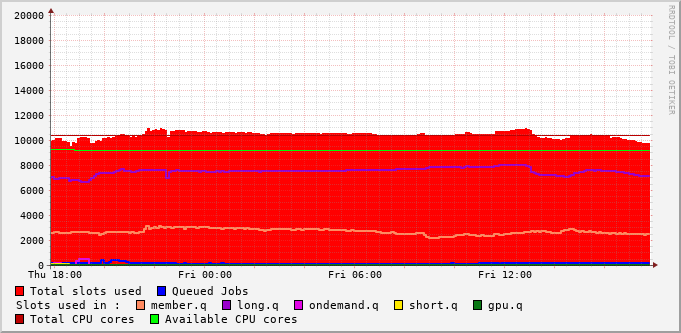 RRDTOOL / TOBI OETIKER
20000
18000
16000
14000
12000
10000
8000
6000
4000
2000
0
Thu 18:00 Fri 00:00 Fri 06:00 Fri 12:00
Total slots used Queued Jobs
Slots used in : member.q long.q ondemand.q short.q gpu.q
Total CPU cores Available CPU cores